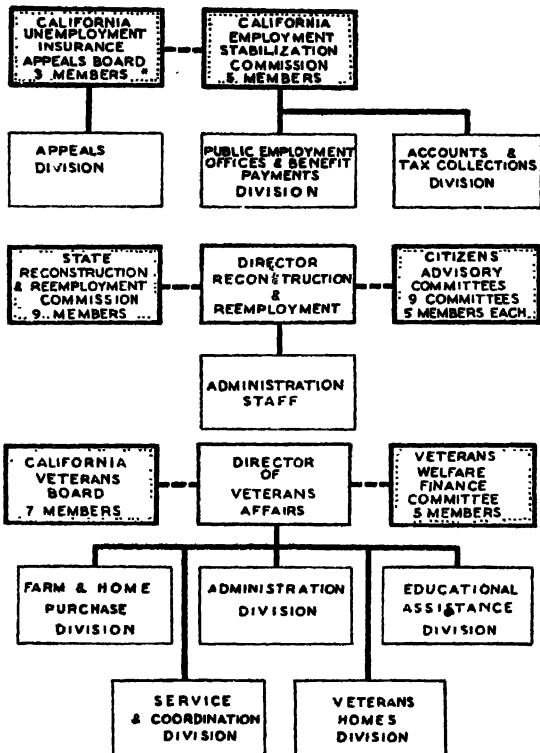 CALIFORNIA
UNEMPLOYMENT
INSURANCE
APPEALS BOARD
3 MEMBERS *
CALIFORNIA
EMPLOYMENT
STABILIZATION
COMMISSION
5 MEMBERS
APPEALS
DIVISION
PUBLIC EMPLOYMENT
OFFICES & BENEFIT
PAYMENTS
DIVISION
ACCOUNTS &
TAX COLLECTIONS
DIVISION
STATE
RECONSTRUCTION
& REEMPLOYMENT
COMMISSION
9 MEMBERS
DIRECTOR
RECONSTRUCTION
&
REEMPLOYMENT
CITIZENS'
ADVISORY
COMMITTEES
9 COMMITTEES
5 MEMBERS EACH
ADMINISTRATION
STAFF
CALIFORNIA
VETERANS
BOARD
7 MEMBERS
DIRECTOR
OF
VETERANS
AFFAIRS
VETERANS
WELFARE
FINANCE
COMMITTEE
5 MEMBERS
FARM & HOME
PURCHASE
DIVISION
ADMINISTRATION
DIVISION
EDUCATIONAL
ASSISTANCE
DIVISION
SERVICE
& COORDINATION
DIVISION
VETERANS
HOMES
DIVISION